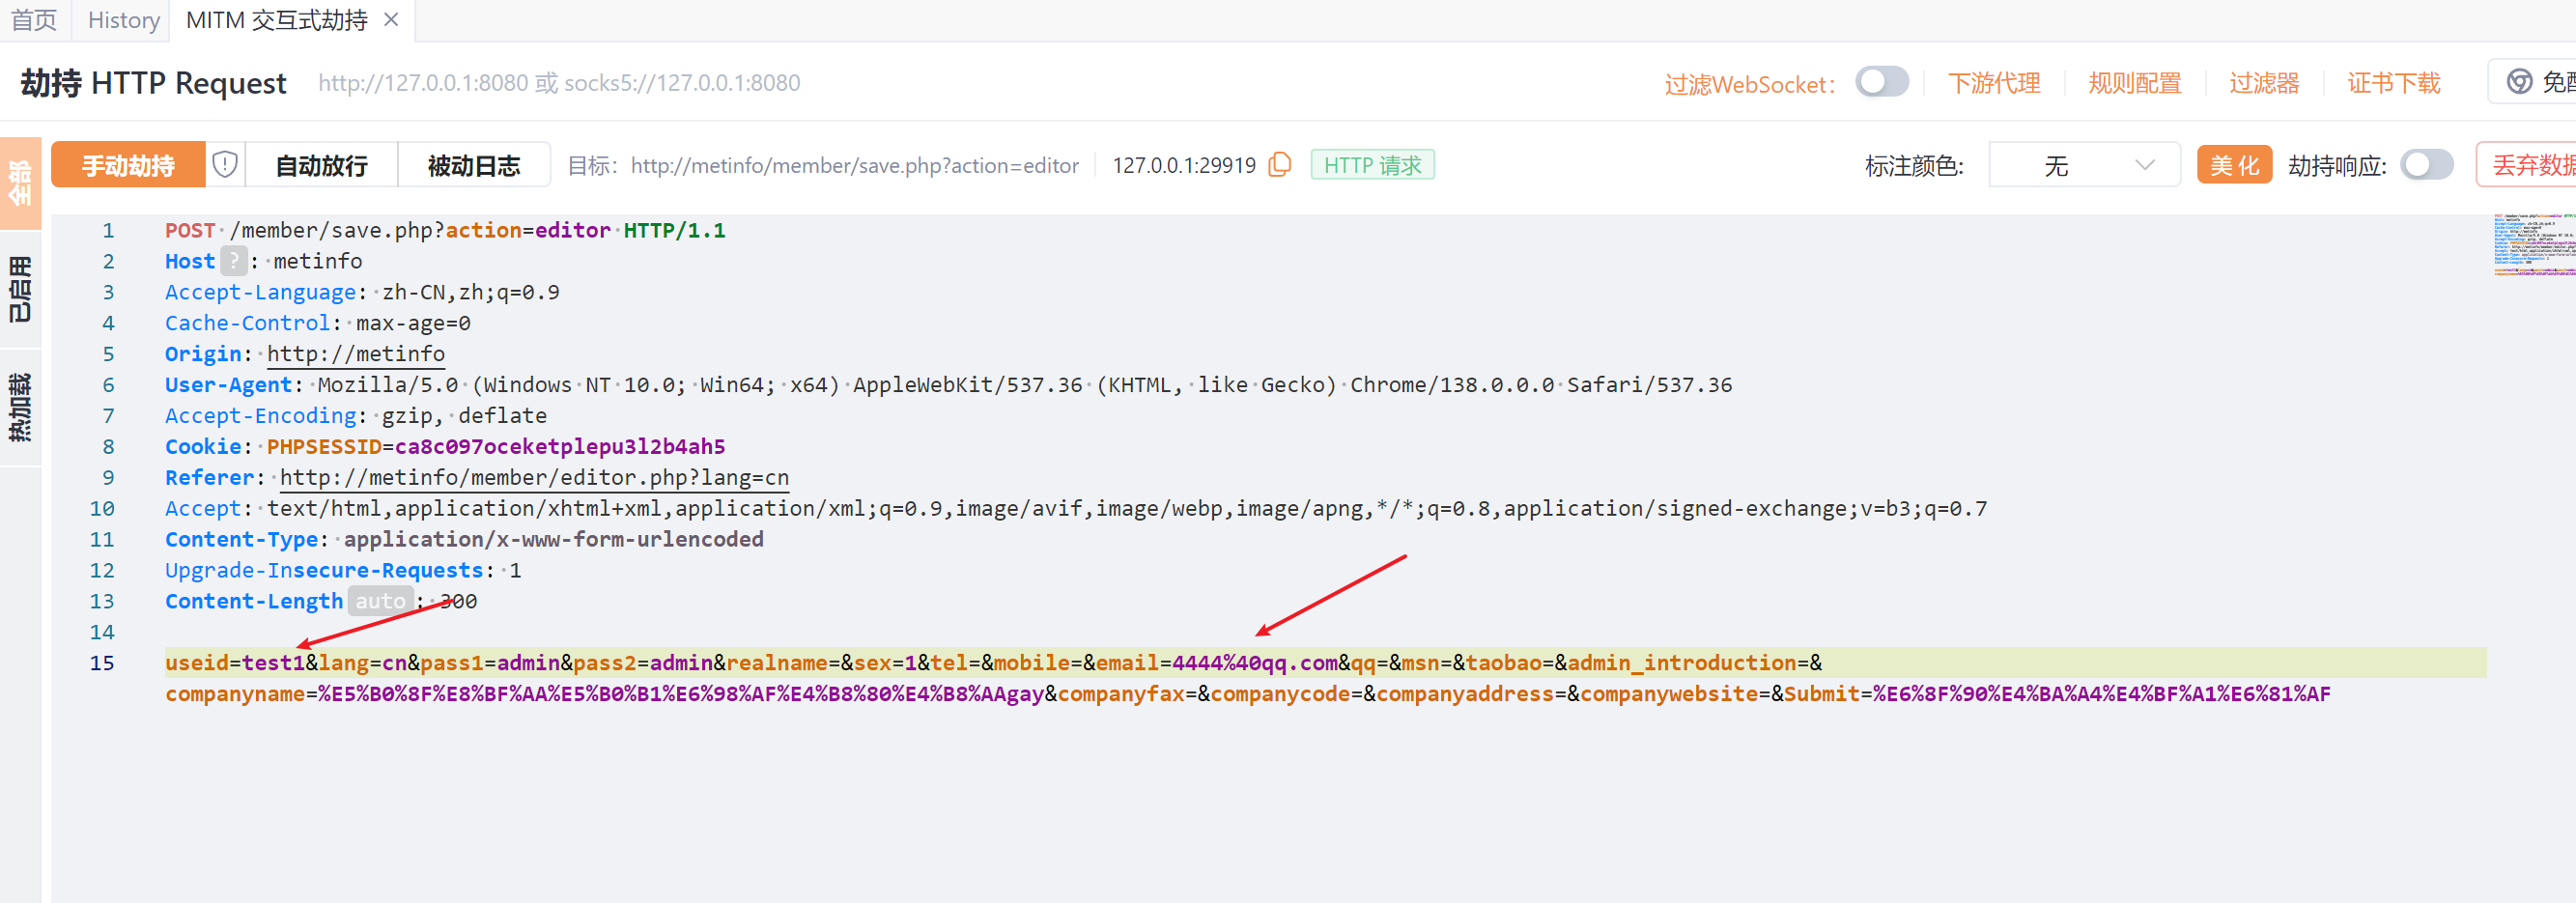 首页 History MITM 交互式劫持 ×
劫持 HTTP Request http://127.0.0.1:8080 或 socks5://127.0.0.1:8080 过滤WebSocket: 下游代理 规则配置 过滤器 证书下载
全部 手动劫持 自动放行 被动日志 目标: http://metinfo/member/save.php?action=editor 127.0.0.1:29919 HTTP 请求 标注颜色: 无 美化 劫持响应: 丢弃数据
已启用
热加载
1 POST /member/save.php?action=editor HTTP/1.1
2 Host ? : metinfo
3 Accept-Language: zh-CN,zh;q=0.9
4 Cache-Control: max-age=0
5 Origin: http://metinfo
6 User-Agent: Mozilla/5.0 (Windows NT 10.0; Win64; x64) AppleWebKit/537.36 (KHTML, like Gecko) Chrome/138.0.0.0 Safari/537.36
7 Accept-Encoding: gzip, deflate
8 Cookie: PHPSESSID=ca8c097oceketplepu3l2b4ah5
9 Referer: http://metinfo/member/editor.php?lang=cn
10 Accept: text/html,application/xhtml+xml,application/xml;q=0.9,image/avif,image/webp,image/apng,*/*;q=0.8,application/signed-exchange;v=b3;q=0.7
11 Content-Type: application/x-www-form-urlencoded
12 Upgrade-Insecure-Requests: 1
13 Content-Length auto : 300
14
15 useid=test1&lang=cn&pass1=admin&pass2=admin&realname=&sex=1&tel=&mobile=&email=4444%40qq.com&qq=&msn=&taobao=&admin_introduction=&
companyname=%E5%B0%8F%E8%BF%AA%E5%B0%B1%E6%98%AF%E4%B8%80%E4%B8%AAgay&companyfax=&companycode=&companyaddress=&companywebsite=&Submit=%E6%8F%90%E4%BA%A4%E4%BF%A1%E6%81%AF